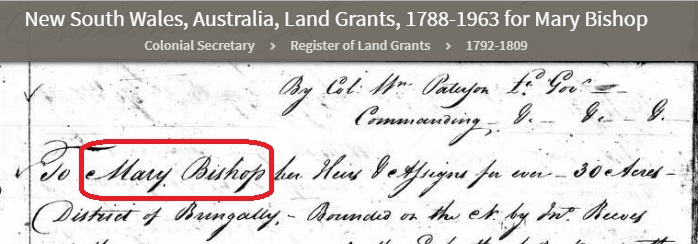 New South Wales, Australia, Land Grants, 1788-1963 for Mary Bishop
Colonial Secretary > Register of Land Grants > 1792-1809
By Col: Wm Paterson Lt. Govr
Commanding &. &. &.
To Mary Bishop her Heirs & Assigns for ever - 30 Acres -
District of Bringally, - Bounded on the N. by Jno. Reeves